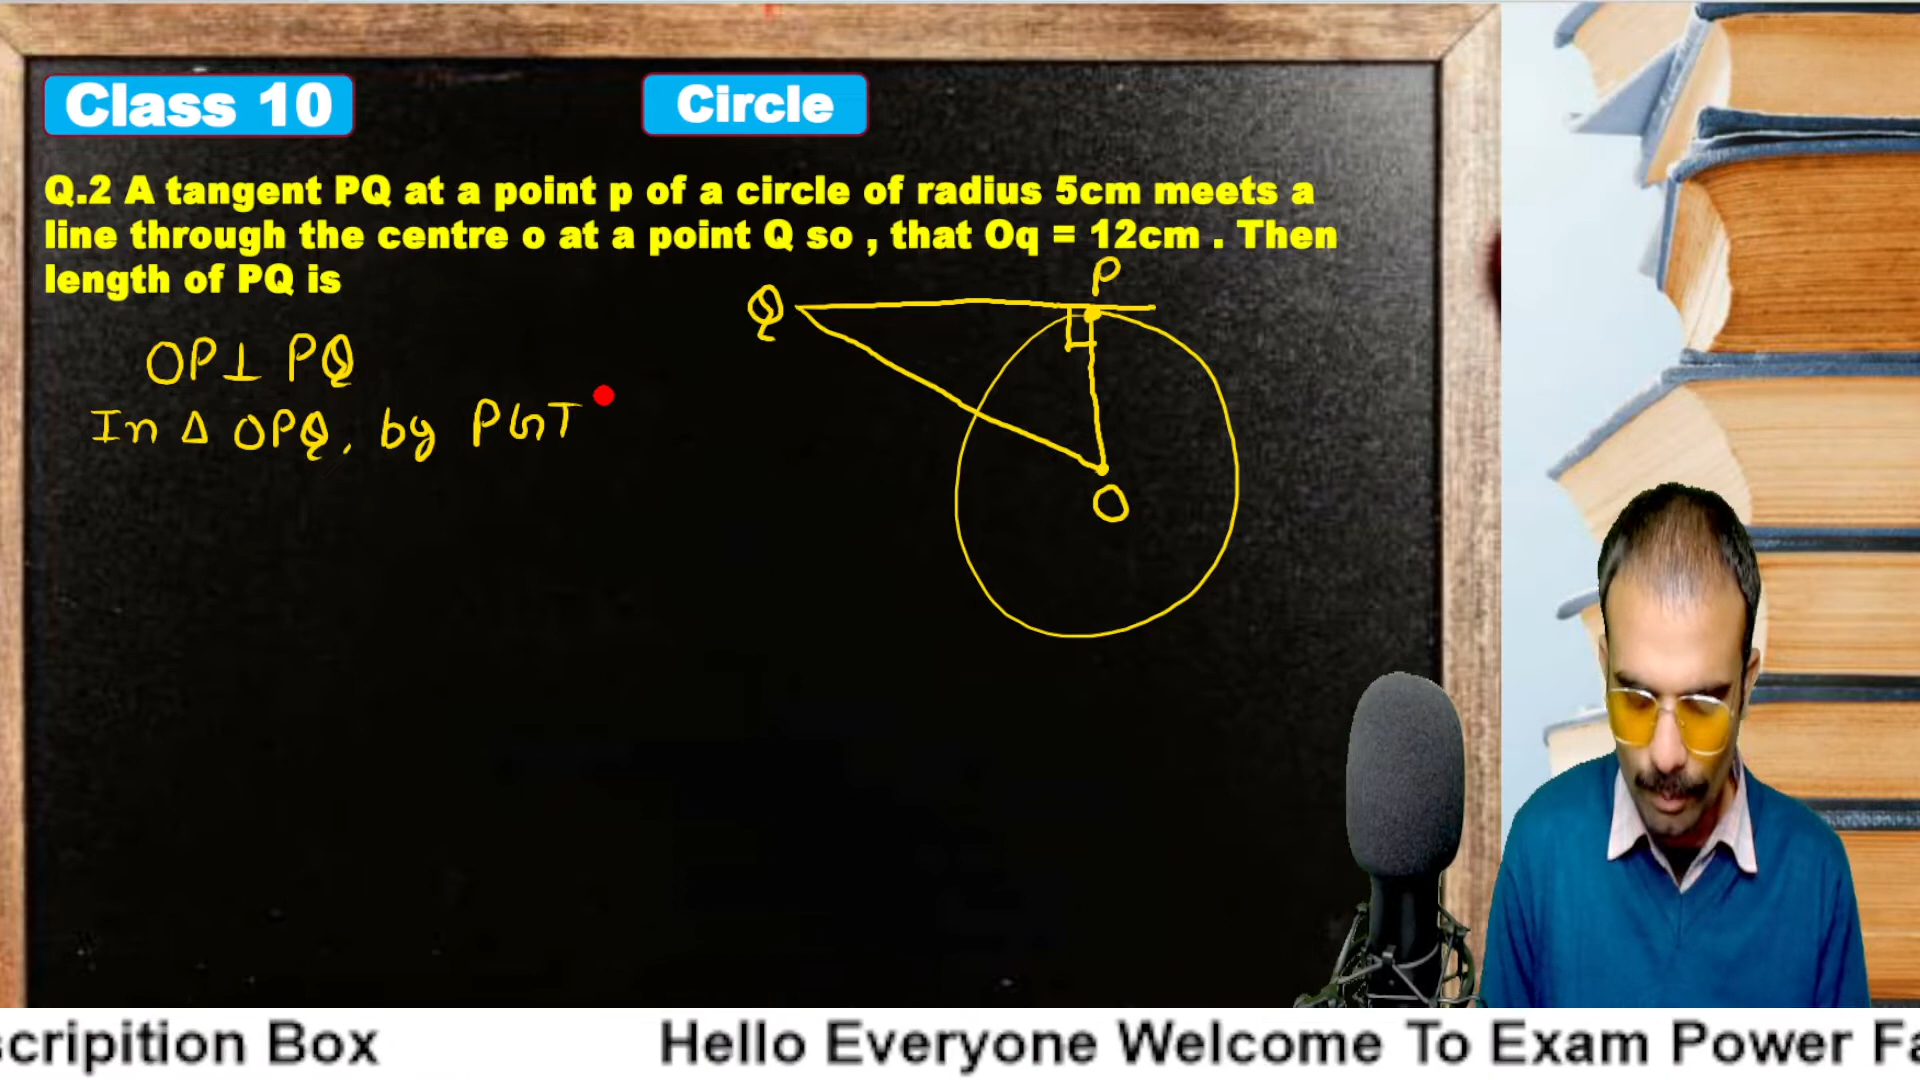 Class 10
Circle
Q.2 A tangent PQ at a point p of a circle of radius 5cm meets a
line through the centre o at a point Q so , that Oq = 12cm . Then
length of PQ is
P
Q
OP⊥ PQ
In Δ OPQ, by PGT
O
scripition Box Hello Everyone Welcome To Exam Power Fa